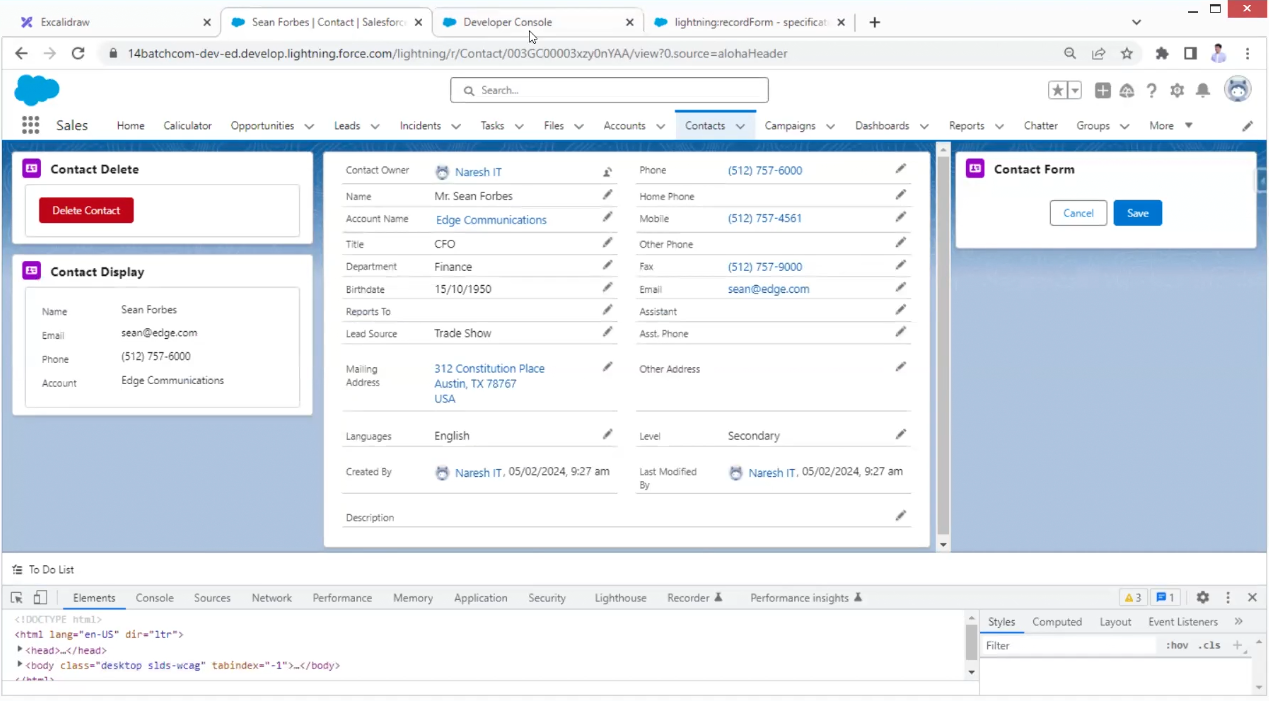 Excalidraw
Sean Forbes | Contact | Salesforc
Developer Console
lightning:recordForm - specificat
14batchcom-dev-ed.develop.lightning.force.com/lightning/r/Contact/003GC00003xzy0nYAA/view?0.source=alohaHeader
Search...
Sales
Home
Calculator
Opportunities
Leads
Incidents
Tasks
Files
Accounts
Contacts
Campaigns
Dashboards
Reports
Chatter
Groups
More
Contact Delete
Delete Contact
Contact Display
Name Sean Forbes
Email sean@edge.com
Phone (512) 757-6000
Account Edge Communications
Contact Owner Naresh IT
Phone (512) 757-6000
Name Mr. Sean Forbes
Home Phone
Account Name Edge Communications
Mobile (512) 757-4561
Title CFO
Other Phone
Department Finance
Fax (512) 757-9000
Birthdate 15/10/1950
Email sean@edge.com
Reports To
Assistant
Lead Source Trade Show
Asst. Phone
Mailing
Address
312 Constitution Place
Austin, TX 78767
USA
Other Address
Languages English
Level Secondary
Created By Naresh IT, 05/02/2024, 9:27 am
Last Modified
By
Naresh IT, 05/02/2024, 9:27 am
Description
Contact Form
Cancel
Save
To Do List
Elements
Console
Sources
Network
Performance
Memory
Application
Security
Lighthouse
Recorder
Performance insights
3
1
<!DOCTYPE html>
<html lang="en-US" dir="ltr">
<head>…</head>
<body class="desktop slds-wcag" tabindex="-1">…</body>
</html>
Styles
Computed
Layout
Event Listeners
»
Filter
:hov .cls +